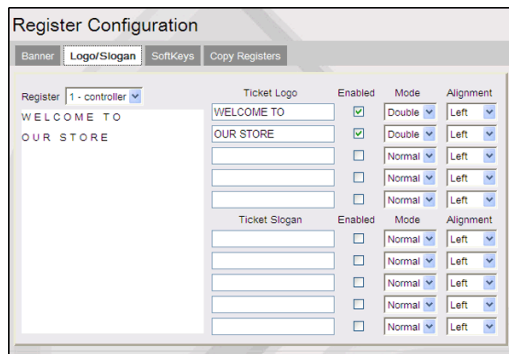 Register Configuration
Banner Logo/Slogan SoftKeys Copy Registers
Register 1 - controller Ticket Logo Enabled Mode Alignment
WELCOME TO WELCOME TO Double Left
OUR STORE OUR STORE Double Left
Normal Left
Normal Left
Normal Left
Ticket Slogan Enabled Mode Alignment
Normal Left
Normal Left
Normal Left
Normal Left
Normal Left